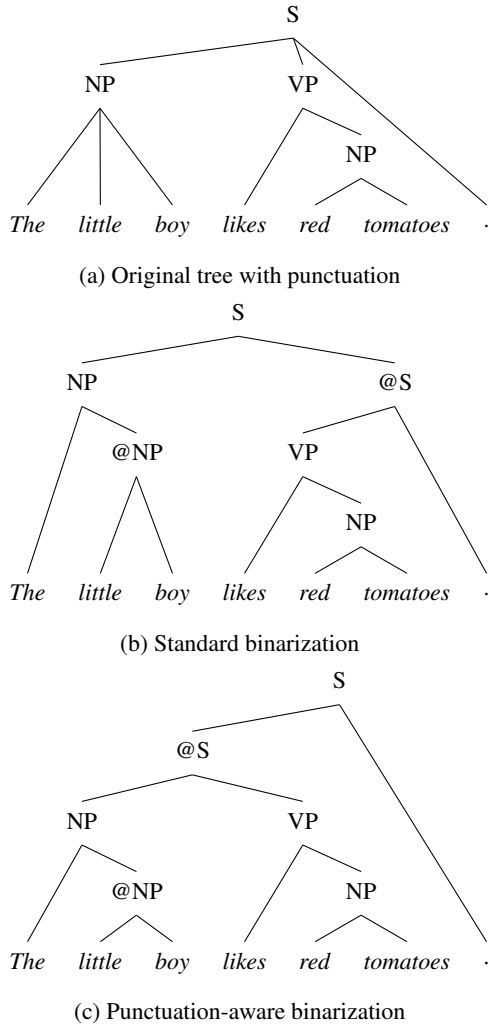 S
NP VP
NP
The little boy likes red tomatoes .
(a) Original tree with punctuation
S
NP @S
@NP VP
NP
The little boy likes red tomatoes .
(b) Standard binarization
S
@S
NP VP
@NP NP
The little boy likes red tomatoes .
(c) Punctuation-aware binarization